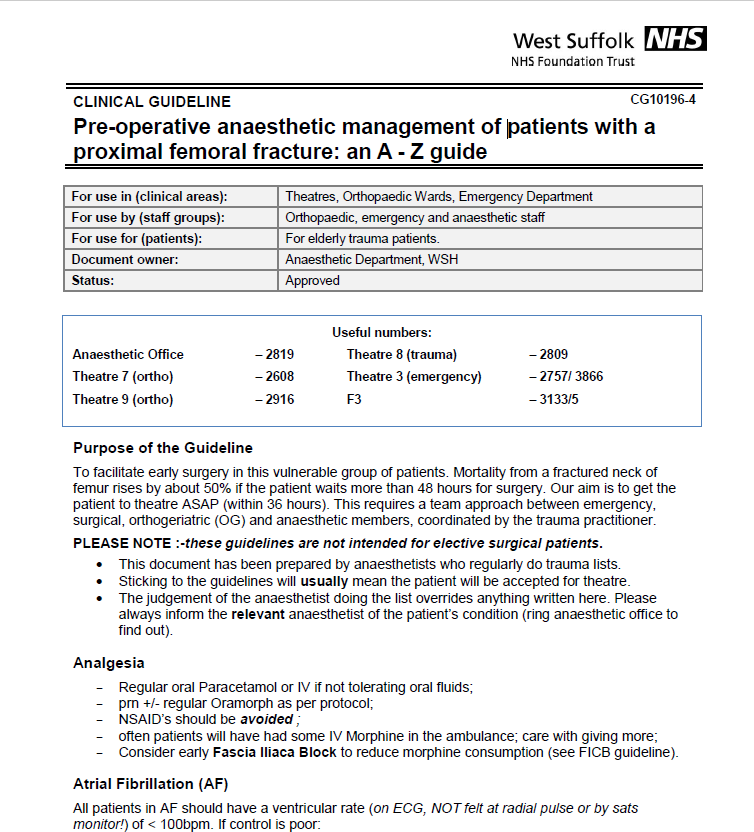 West Suffolk NHS
NHS Foundation Trust
CLINICAL GUIDELINE CG10196-4
Pre-operative anaesthetic management of patients with a
proximal femoral fracture: an A - Z guide
For use in (clinical areas): Theatres, Orthopaedic Wards, Emergency Department
For use by (staff groups): Orthopaedic, emergency and anaesthetic staff
For use for (patients): For elderly trauma patients.
Document owner: Anaesthetic Department, WSH
Status: Approved
Useful numbers:
Anaesthetic Office – 2819 Theatre 8 (trauma) – 2809
Theatre 7 (ortho) – 2608 Theatre 3 (emergency) – 2757/ 3866
Theatre 9 (ortho) – 2916 F3 – 3133/5
Purpose of the Guideline
To facilitate early surgery in this vulnerable group of patients. Mortality from a fractured neck of
femur rises by about 50% if the patient waits more than 48 hours for surgery. Our aim is to get the
patient to theatre ASAP (within 36 hours). This requires a team approach between emergency,
surgical, orthogeriatric (OG) and anaesthetic members, coordinated by the trauma practitioner.
PLEASE NOTE :-these guidelines are not intended for elective surgical patients.
• This document has been prepared by anaesthetists who regularly do trauma lists.
• Sticking to the guidelines will usually mean the patient will be accepted for theatre.
• The judgement of the anaesthetist doing the list overrides anything written here. Please
always inform the relevant anaesthetist of the patient's condition (ring anaesthetic office to
find out).
Analgesia
– Regular oral Paracetamol or IV if not tolerating oral fluids;
– prn +/- regular Oramorph as per protocol;
– NSAID's should be avoided ;
– often patients will have had some IV Morphine in the ambulance; care with giving more;
– Consider early Fascia Iliaca Block to reduce morphine consumption (see FICB guideline).
Atrial Fibrillation (AF)
All patients in AF should have a ventricular rate (on ECG, NOT felt at radial pulse or by sats
monitor!) of < 100bpm. If control is poor: